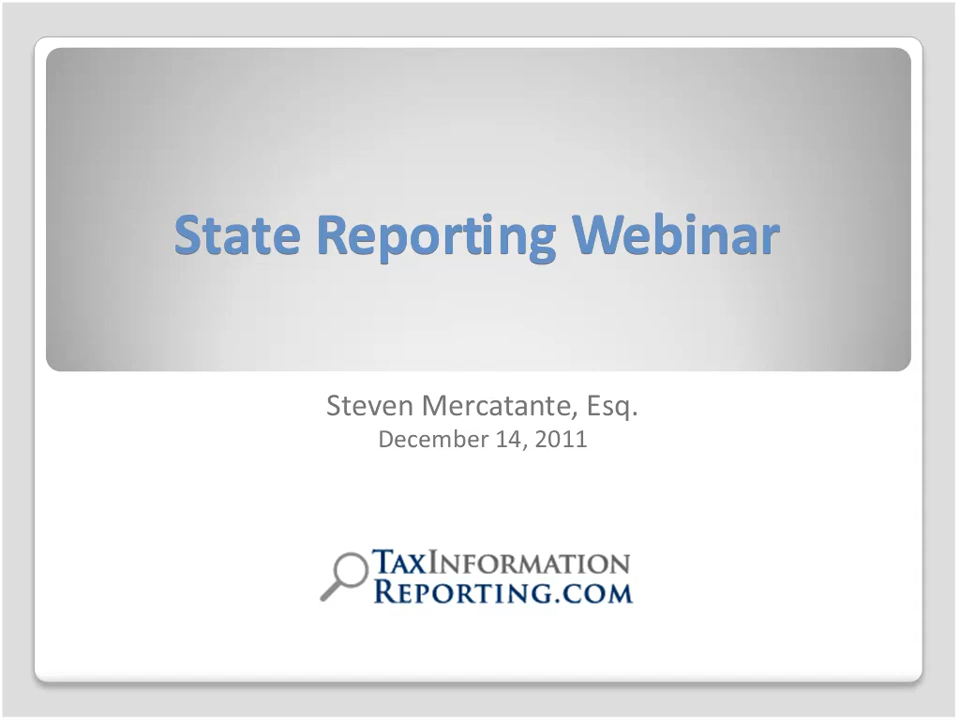 State Reporting Webinar
Steven Mercatante, Esq.
December 14, 2011
TAXINFORMATION
REPORTING.COM